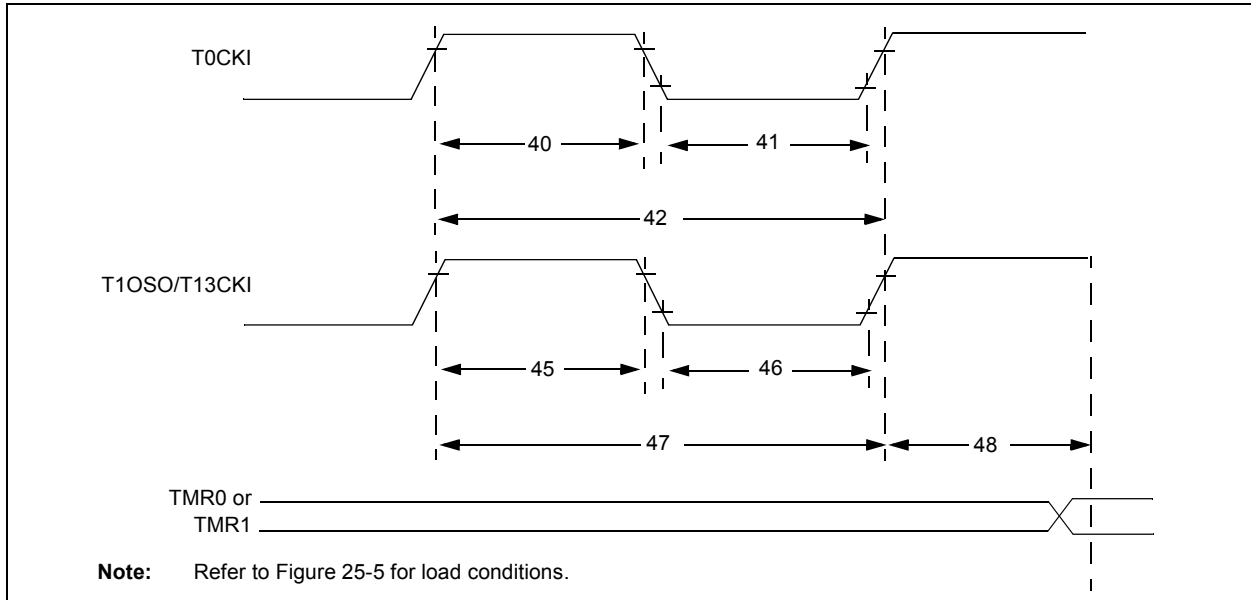 T0CKI
40
41
42
T1OSO/T13CKI
45
46
47
48
TMR0 or
TMR1
Note: Refer to Figure 25-5 for load conditions.